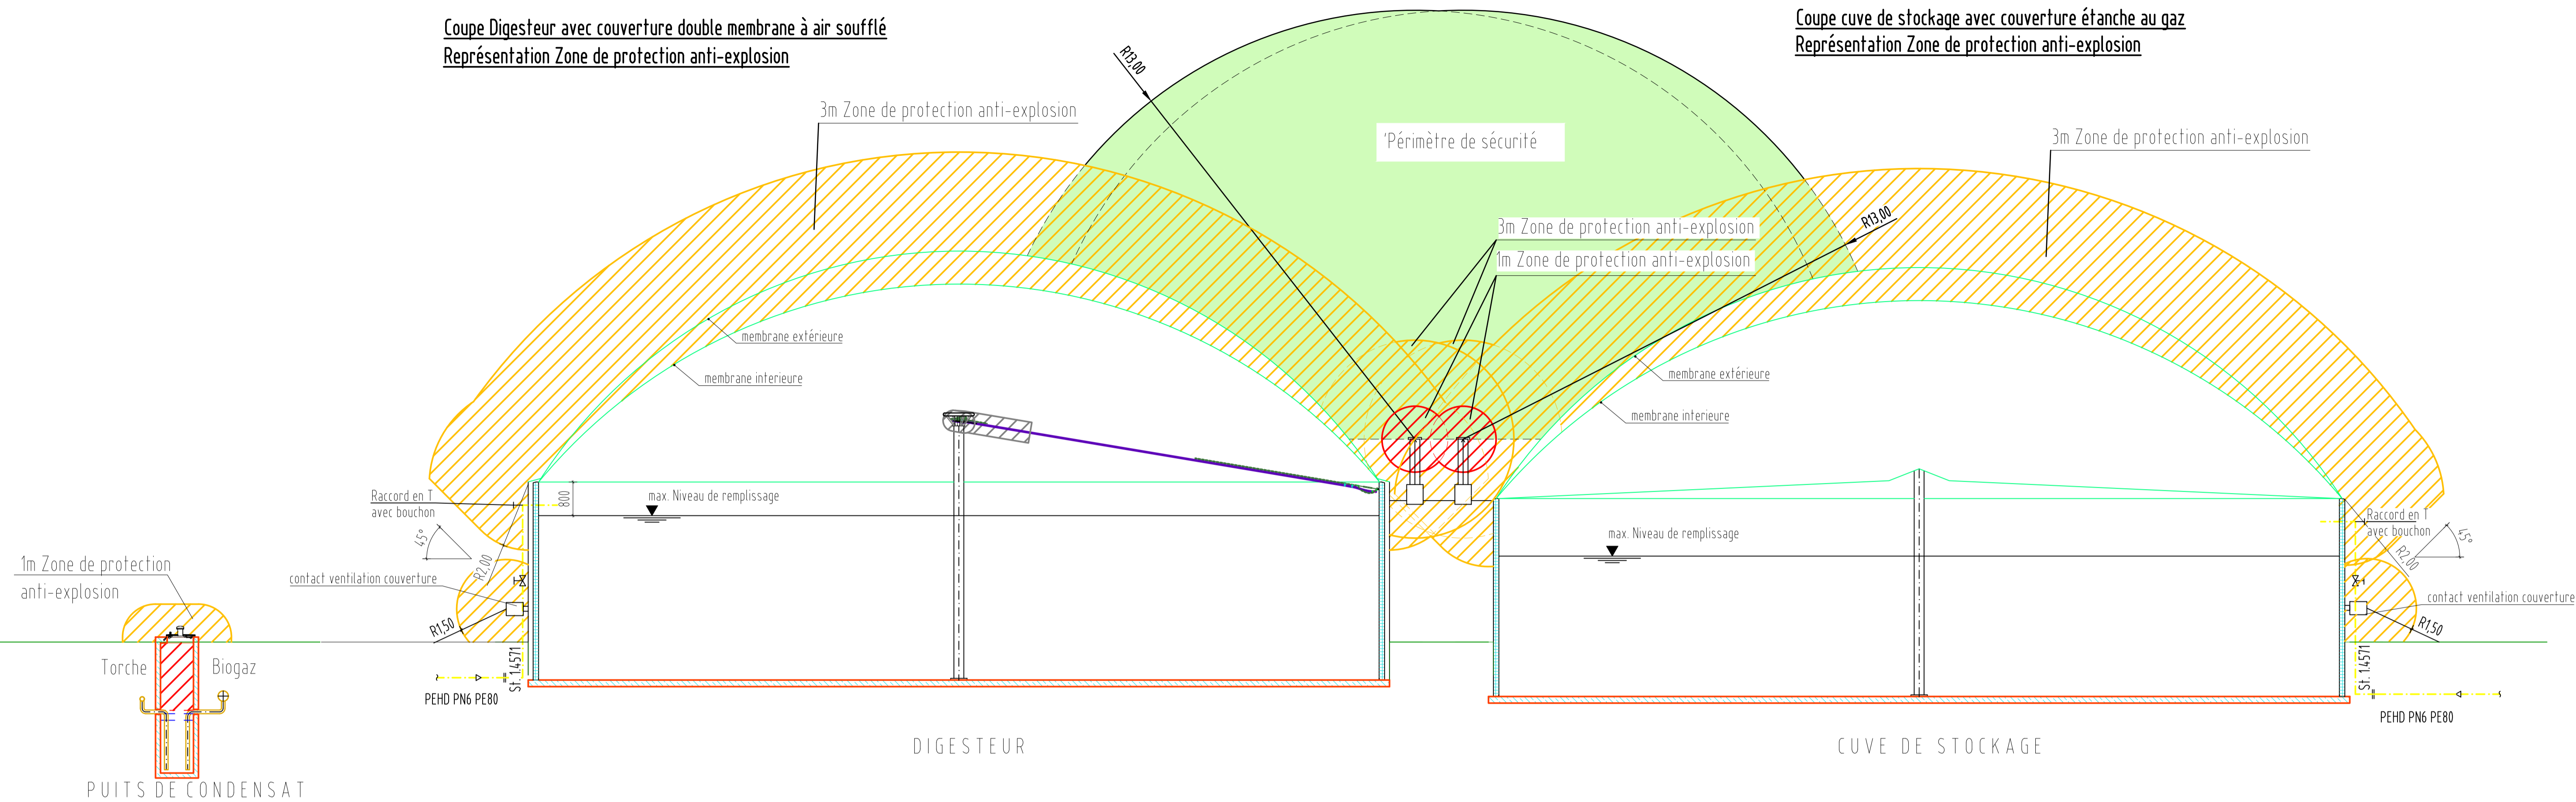 Coupe Digesteur avec couverture double membrane à air soufflé
Représentation Zone de protection anti-explosion
Coupe cuve de stockage avec couverture étanche au gaz
Représentation Zone de protection anti-explosion
R13,00
3m Zone de protection anti-explosion
'Périmètre de sécurité
3m Zone de protection anti-explosion
3m Zone de protection anti-explosion
1m Zone de protection anti-explosion
R13,00
membrane extérieure
membrane interieure
membrane extérieure
membrane interieure
Raccord en T
avec bouchon
45°
R2,00
800
max. Niveau de remplissage
max. Niveau de remplissage
Raccord en T
avec bouchon
45°
R2,00
1m Zone de protection
anti-explosion
contact ventilation couverture
R1,50
contact ventilation couverture
R1,50
Torche
Biogaz
St. 1.4571
PEHD PN6 PE80
St. 1.4571
PEHD PN6 PE80
DIGESTEUR
CUVE DE STOCKAGE
PUITS DE CONDENSAT